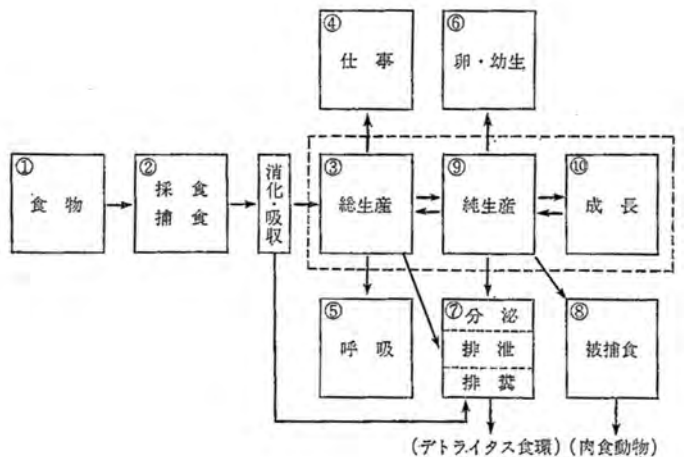 ④
仕 事
⑥
卵・幼生
①
食 物
②
採 食
捕 食
消化・吸収
③
総生産
⑨
純生産
⑩
成 長
⑤
呼 吸
⑦
分 泌
排 泄
排 糞
⑧
被捕食
(デトライタス食環)
(肉食動物)